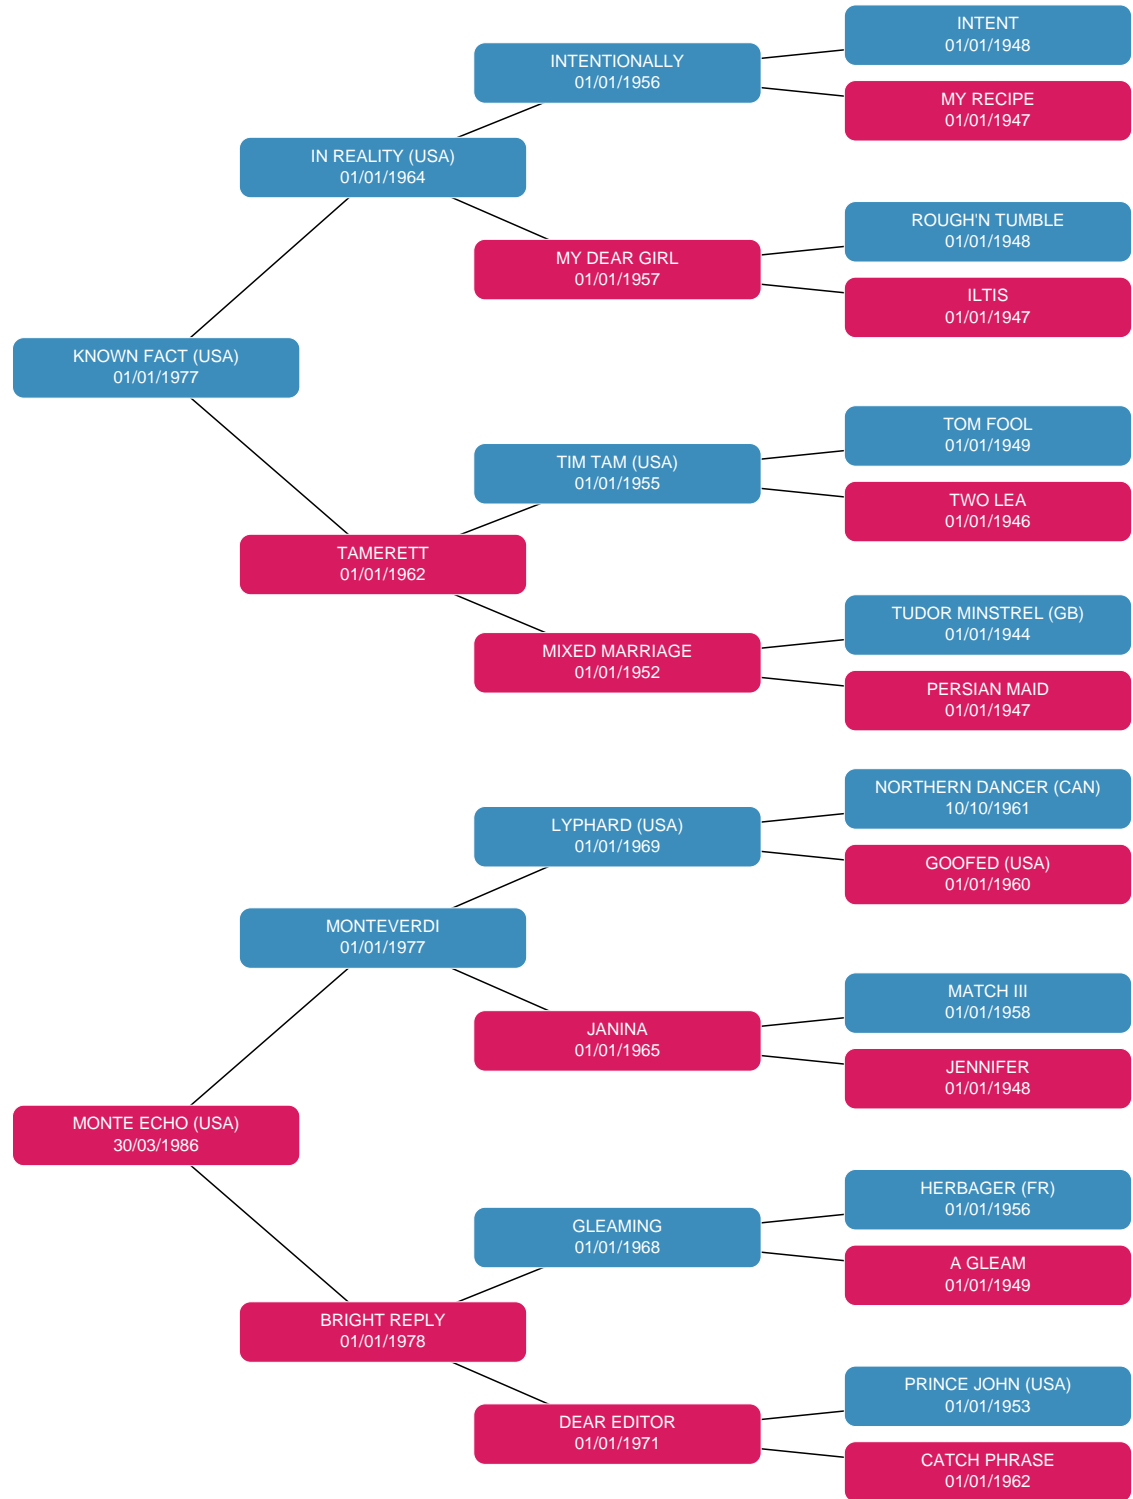 INTENT
01/01/1948
INTENTIONALLY
01/01/1956
MY RECIPE
01/01/1947
IN REALITY (USA)
01/01/1964
ROUGH'N TUMBLE
01/01/1948
MY DEAR GIRL
01/01/1957
ILTIS
01/01/1947
KNOWN FACT (USA)
01/01/1977
TOM FOOL
01/01/1949
TIM TAM (USA)
01/01/1955
TWO LEA
01/01/1946
TAMERETT
01/01/1962
TUDOR MINSTREL (GB)
01/01/1944
MIXED MARRIAGE
01/01/1952
PERSIAN MAID
01/01/1947
NORTHERN DANCER (CAN)
10/10/1961
LYPHARD (USA)
01/01/1969
GOOFED (USA)
01/01/1960
MONTEVERDI
01/01/1977
MATCH III
01/01/1958
JANINA
01/01/1965
JENNIFER
01/01/1948
MONTE ECHO (USA)
30/03/1986
HERBAGER (FR)
01/01/1956
GLEAMING
01/01/1968
A GLEAM
01/01/1949
BRIGHT REPLY
01/01/1978
PRINCE JOHN (USA)
01/01/1953
DEAR EDITOR
01/01/1971
CATCH PHRASE
01/01/1962